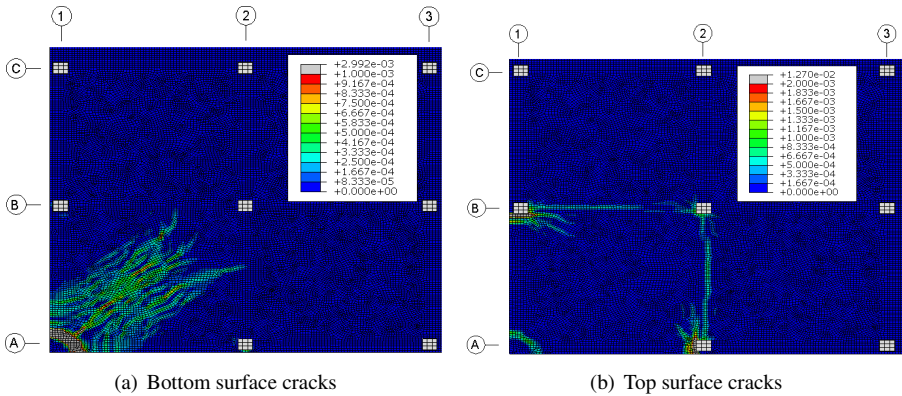 1
2
3
C
B
A
+2.992e-03
+1.000e-03
+9.167e-04
+8.333e-04
+7.500e-04
+6.667e-04
+5.833e-04
+5.000e-04
+4.167e-04
+3.333e-04
+2.500e-04
+1.667e-04
+8.333e-05
+0.000e+00
(a) Bottom surface cracks
1
2
3
C
B
A
+1.270e-02
+2.000e-03
+1.833e-03
+1.667e-03
+1.500e-03
+1.333e-03
+1.167e-03
+1.000e-03
+8.333e-04
+6.667e-04
+5.000e-04
+3.333e-04
+1.667e-04
+0.000e+00
(b) Top surface cracks